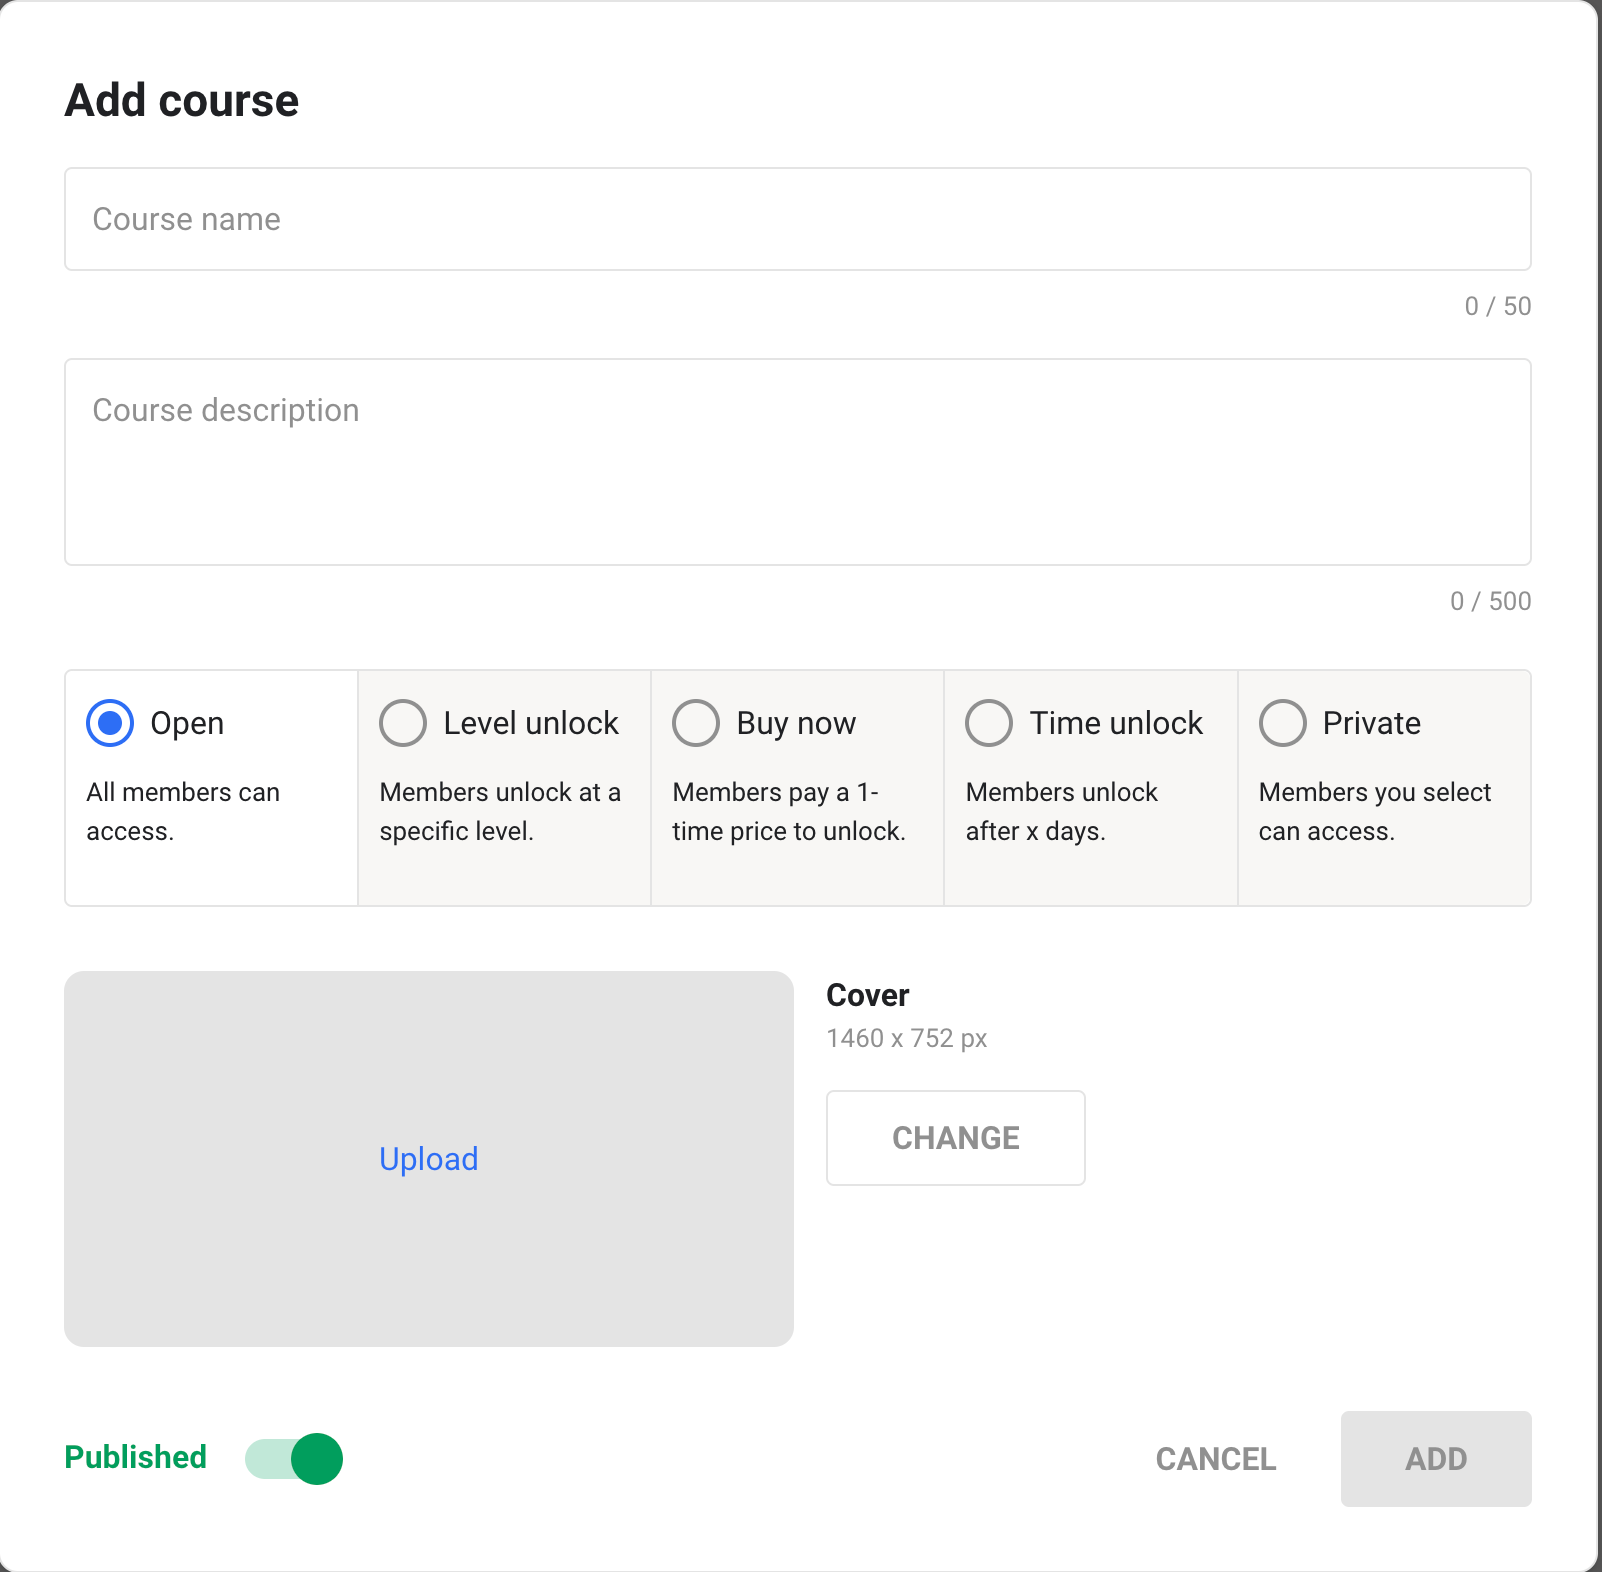 Add course
Course name
0 / 50
Course description
0 / 500
Open
All members can
access.
Level unlock
Members unlock at a
specific level.
Buy now
Members pay a 1-
time price to unlock.
Time unlock
Members unlock
after x days.
Private
Members you select
can access.
Upload
Cover
1460 x 752 px
CHANGE
Published
CANCEL
ADD